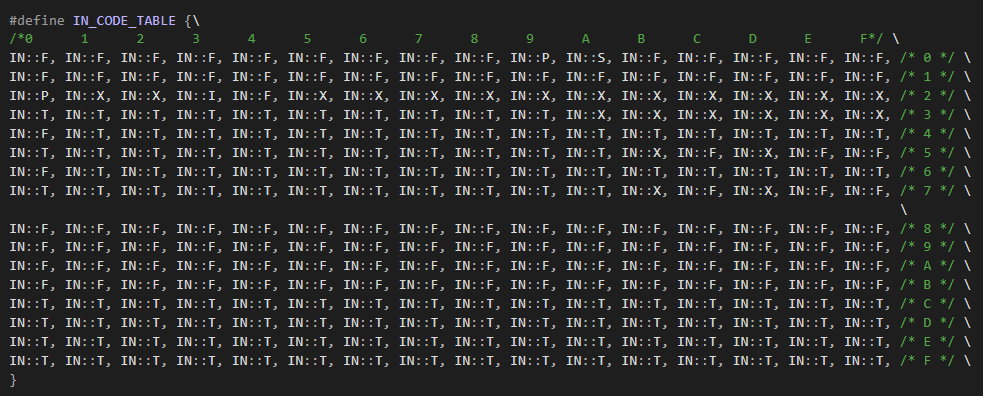 #define IN_CODE_TABLE {\
/*0      1      2      3      4      5      6      7      8      9      A      B      C      D      E      F*/ \
IN::F, IN::F, IN::F, IN::F, IN::F, IN::F, IN::F, IN::F, IN::F, IN::P, IN::S, IN::F, IN::F, IN::F, IN::F, IN::F, /* 0 */ \
IN::F, IN::F, IN::F, IN::F, IN::F, IN::F, IN::F, IN::F, IN::F, IN::F, IN::F, IN::F, IN::F, IN::F, IN::F, IN::F, /* 1 */ \
IN::P, IN::X, IN::X, IN::I, IN::F, IN::X, IN::X, IN::X, IN::X, IN::X, IN::X, IN::X, IN::X, IN::X, IN::X, IN::X, /* 2 */ \
IN::T, IN::T, IN::T, IN::T, IN::T, IN::T, IN::T, IN::T, IN::T, IN::T, IN::X, IN::X, IN::X, IN::X, IN::X, IN::X, /* 3 */ \
IN::F, IN::T, IN::T, IN::T, IN::T, IN::T, IN::T, IN::T, IN::T, IN::T, IN::T, IN::T, IN::T, IN::T, IN::T, IN::T, /* 4 */ \
IN::T, IN::T, IN::T, IN::T, IN::T, IN::T, IN::T, IN::T, IN::T, IN::T, IN::T, IN::X, IN::F, IN::X, IN::F, IN::F, /* 5 */ \
IN::F, IN::T, IN::T, IN::T, IN::T, IN::T, IN::T, IN::T, IN::T, IN::T, IN::T, IN::T, IN::T, IN::T, IN::T, IN::T, /* 6 */ \
IN::T, IN::T, IN::T, IN::T, IN::T, IN::T, IN::T, IN::T, IN::T, IN::T, IN::T, IN::X, IN::F, IN::X, IN::F, IN::F, /* 7 */ \
\
IN::F, IN::F, IN::F, IN::F, IN::F, IN::F, IN::F, IN::F, IN::F, IN::F, IN::F, IN::F, IN::F, IN::F, IN::F, IN::F, /* 8 */ \
IN::F, IN::F, IN::F, IN::F, IN::F, IN::F, IN::F, IN::F, IN::F, IN::F, IN::F, IN::F, IN::F, IN::F, IN::F, IN::F, /* 9 */ \
IN::F, IN::F, IN::F, IN::F, IN::F, IN::F, IN::F, IN::F, IN::F, IN::F, IN::F, IN::F, IN::F, IN::F, IN::F, IN::F, /* A */ \
IN::F, IN::F, IN::F, IN::F, IN::F, IN::F, IN::F, IN::F, IN::F, IN::F, IN::F, IN::F, IN::F, IN::F, IN::F, IN::F, /* B */ \
IN::T, IN::T, IN::T, IN::T, IN::T, IN::T, IN::T, IN::T, IN::T, IN::T, IN::T, IN::T, IN::T, IN::T, IN::T, IN::T, /* C */ \
IN::T, IN::T, IN::T, IN::T, IN::T, IN::T, IN::T, IN::T, IN::T, IN::T, IN::T, IN::T, IN::T, IN::T, IN::T, IN::T, /* D */ \
IN::T, IN::T, IN::T, IN::T, IN::T, IN::T, IN::T, IN::T, IN::T, IN::T, IN::T, IN::T, IN::T, IN::T, IN::T, IN::T, /* E */ \
IN::T, IN::T, IN::T, IN::T, IN::T, IN::T, IN::T, IN::T, IN::T, IN::T, IN::T, IN::T, IN::T, IN::T, IN::T, IN::T, /* F */ \
}